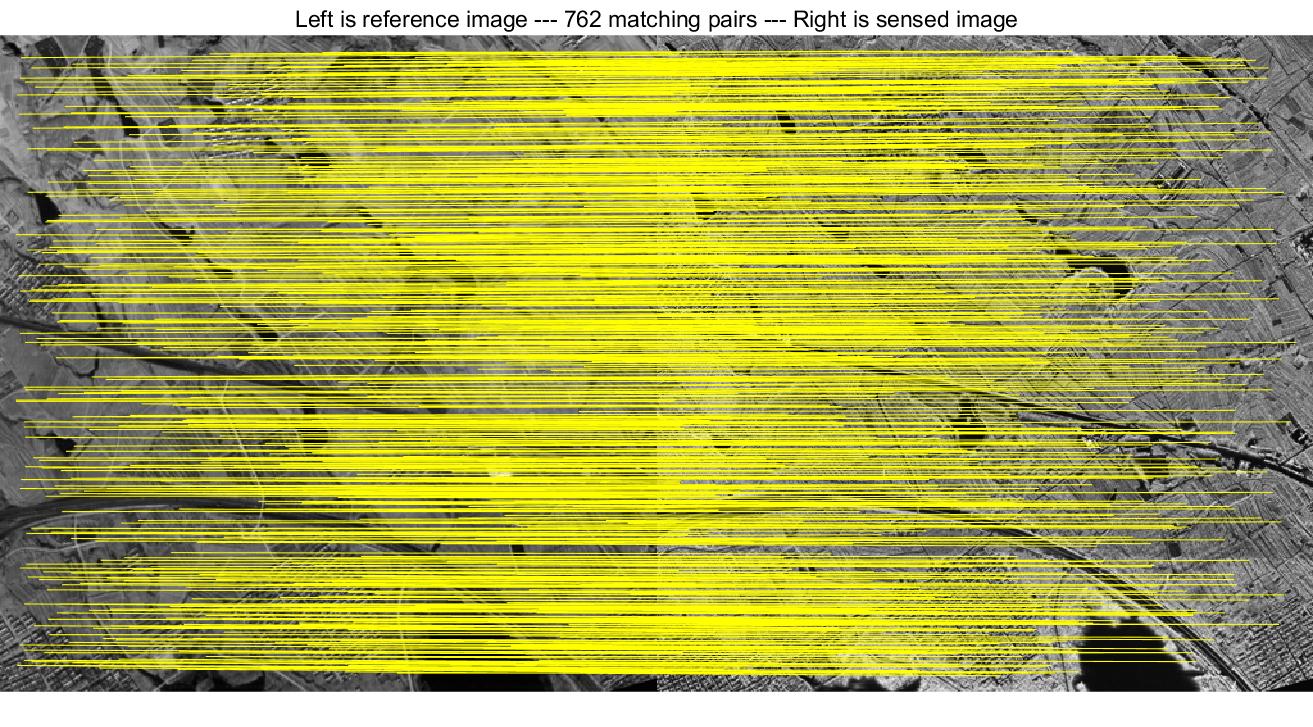 Left is reference image --- 762 matching pairs --- Right is sensed image